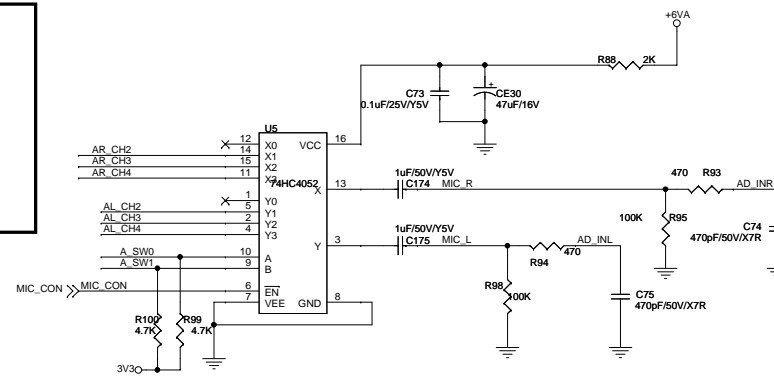 +6VA
R88 2K
C73
0.1uF/25V/Y5V
CE30
47uF/16V
+
U5
74HC4052
12 X0 VCC 16
AR_CH2 14 X1
AR_CH3 15 X2
AR_CH4 11 X3
X 13
1uF/50V/Y5V
C174 MIC_R
470 R93
AD_INR
100K R95
C74
470pF/50V/X7R
1 Y0
AL_CH2 5 Y1
AL_CH3 2 Y2
AL_CH4 4 Y3
Y 3
1uF/50V/Y5V
C175 MIC_L
AD_INL
R94 470
A_SW0 10 A
A_SW1 9 B
MIC_CON MIC_CON 6 EN
7 VEE GND 8
R98
100K
C75
470pF/50V/X7R
R100 R99
4.7K 4.7K
3V3